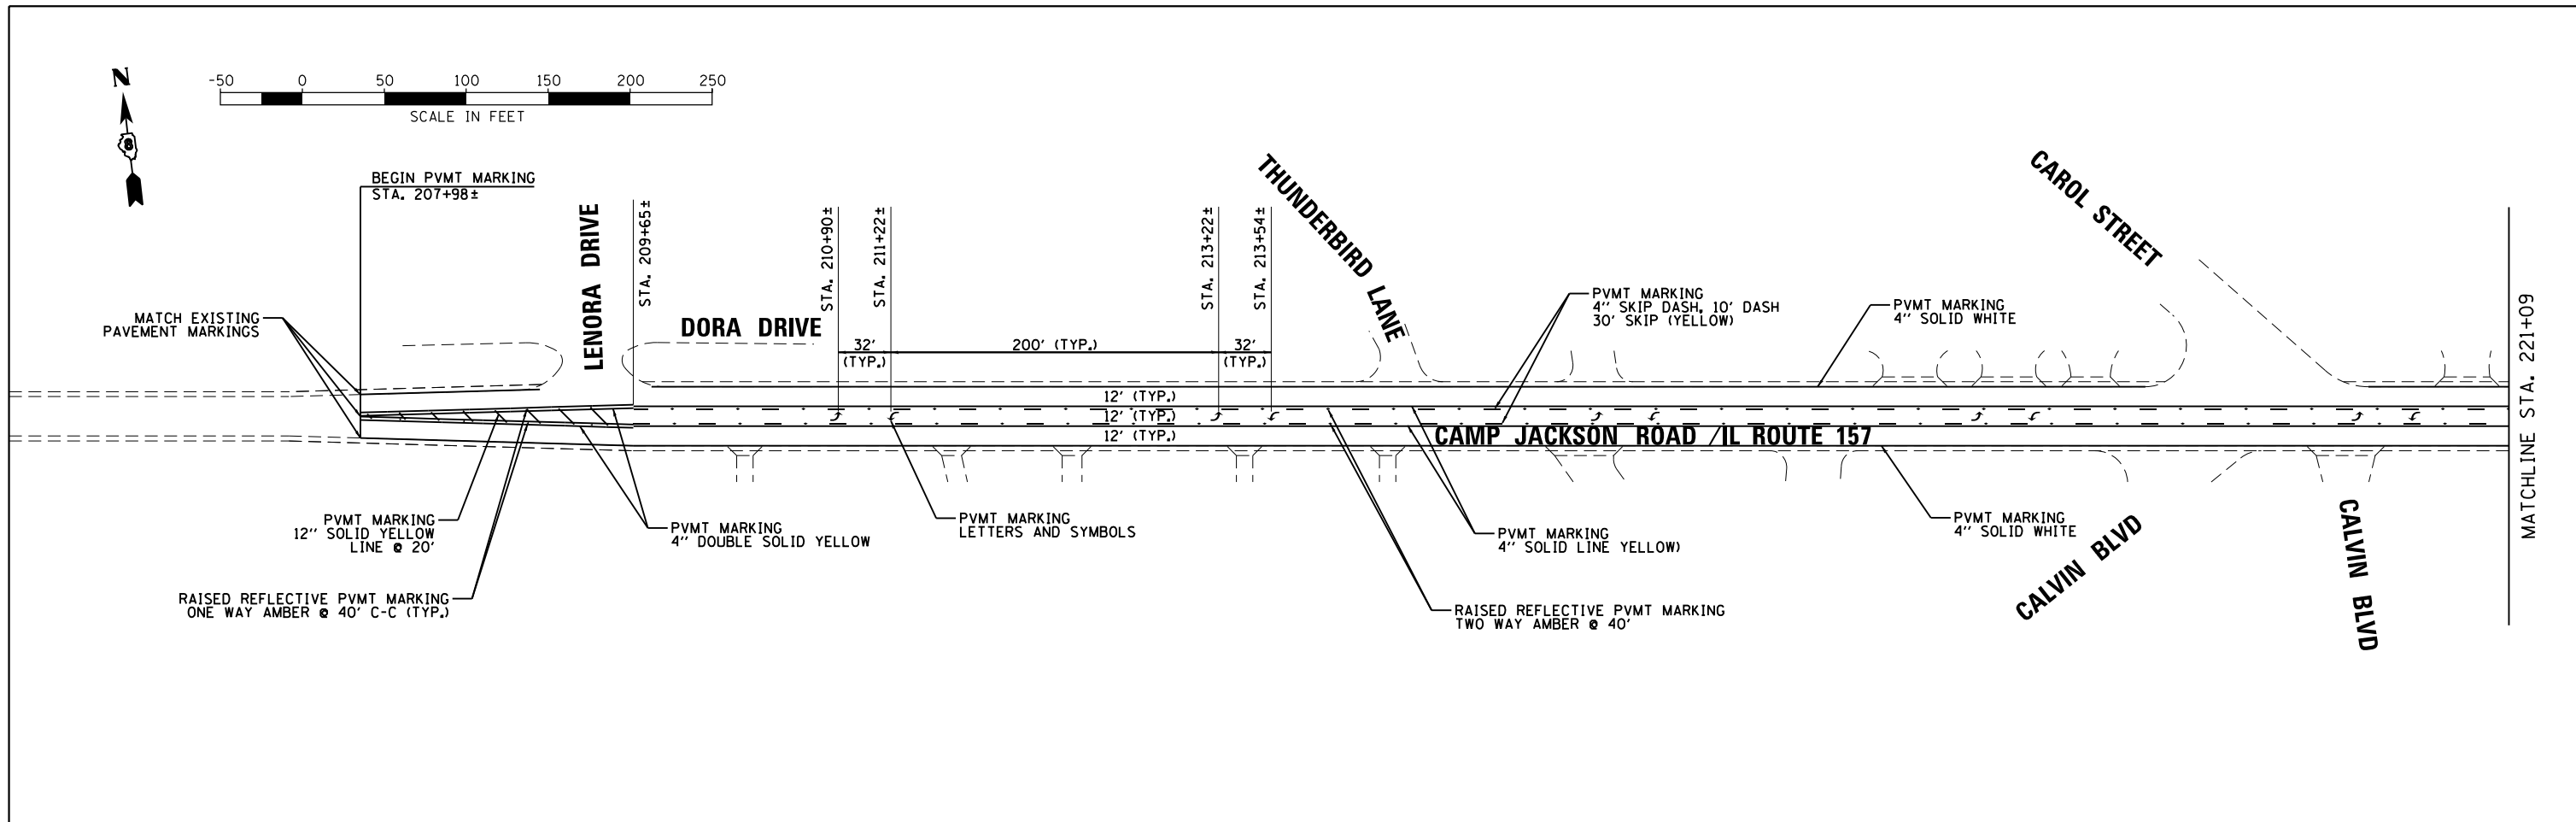 N
-50 0 50 100 150 200 250
SCALE IN FEET
8
BEGIN PVMT MARKING
STA. 207+98±
MATCH EXISTING
PAVEMENT MARKINGS
LENORA DRIVE
STA. 209+65±
DORA DRIVE
STA. 210+90±
STA. 211+22±
STA. 213+22±
STA. 213+54±
32'
(TYP.)
200' (TYP.)
32'
(TYP.)
THUNDERBIRD LANE
PVMT MARKING
4'' SKIP DASH, 10' DASH
30' SKIP (YELLOW)
PVMT MARKING
4'' SOLID WHITE
CAROL STREET
MATCHLINE STA. 221+09
12' (TYP.)
12' (TYP.)
12' (TYP.)
CAMP JACKSON ROAD /IL ROUTE 157
PVMT MARKING
12'' SOLID YELLOW
LINE @ 20'
RAISED REFLECTIVE PVMT MARKING
ONE WAY AMBER @ 40' C-C (TYP.)
PVMT MARKING
4'' DOUBLE SOLID YELLOW
PVMT MARKING
LETTERS AND SYMBOLS
PVMT MARKING
4'' SOLID LINE YELLOW)
RAISED REFLECTIVE PVMT MARKING
TWO WAY AMBER @ 40'
PVMT MARKING
4'' SOLID WHITE
CALVIN BLVD
CALVIN BLVD